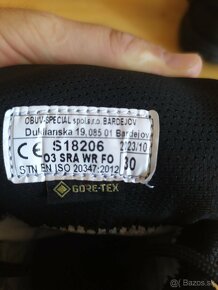 OBUV-SPECIAL spol.s r.o. BARDEJOV
Duklianska 19,085 01 Bardejov
CE S18206 2023/10
O3 SRA WR FO
STN EN ISO 20347:2012 30
GORE-TEX
bazos.sk